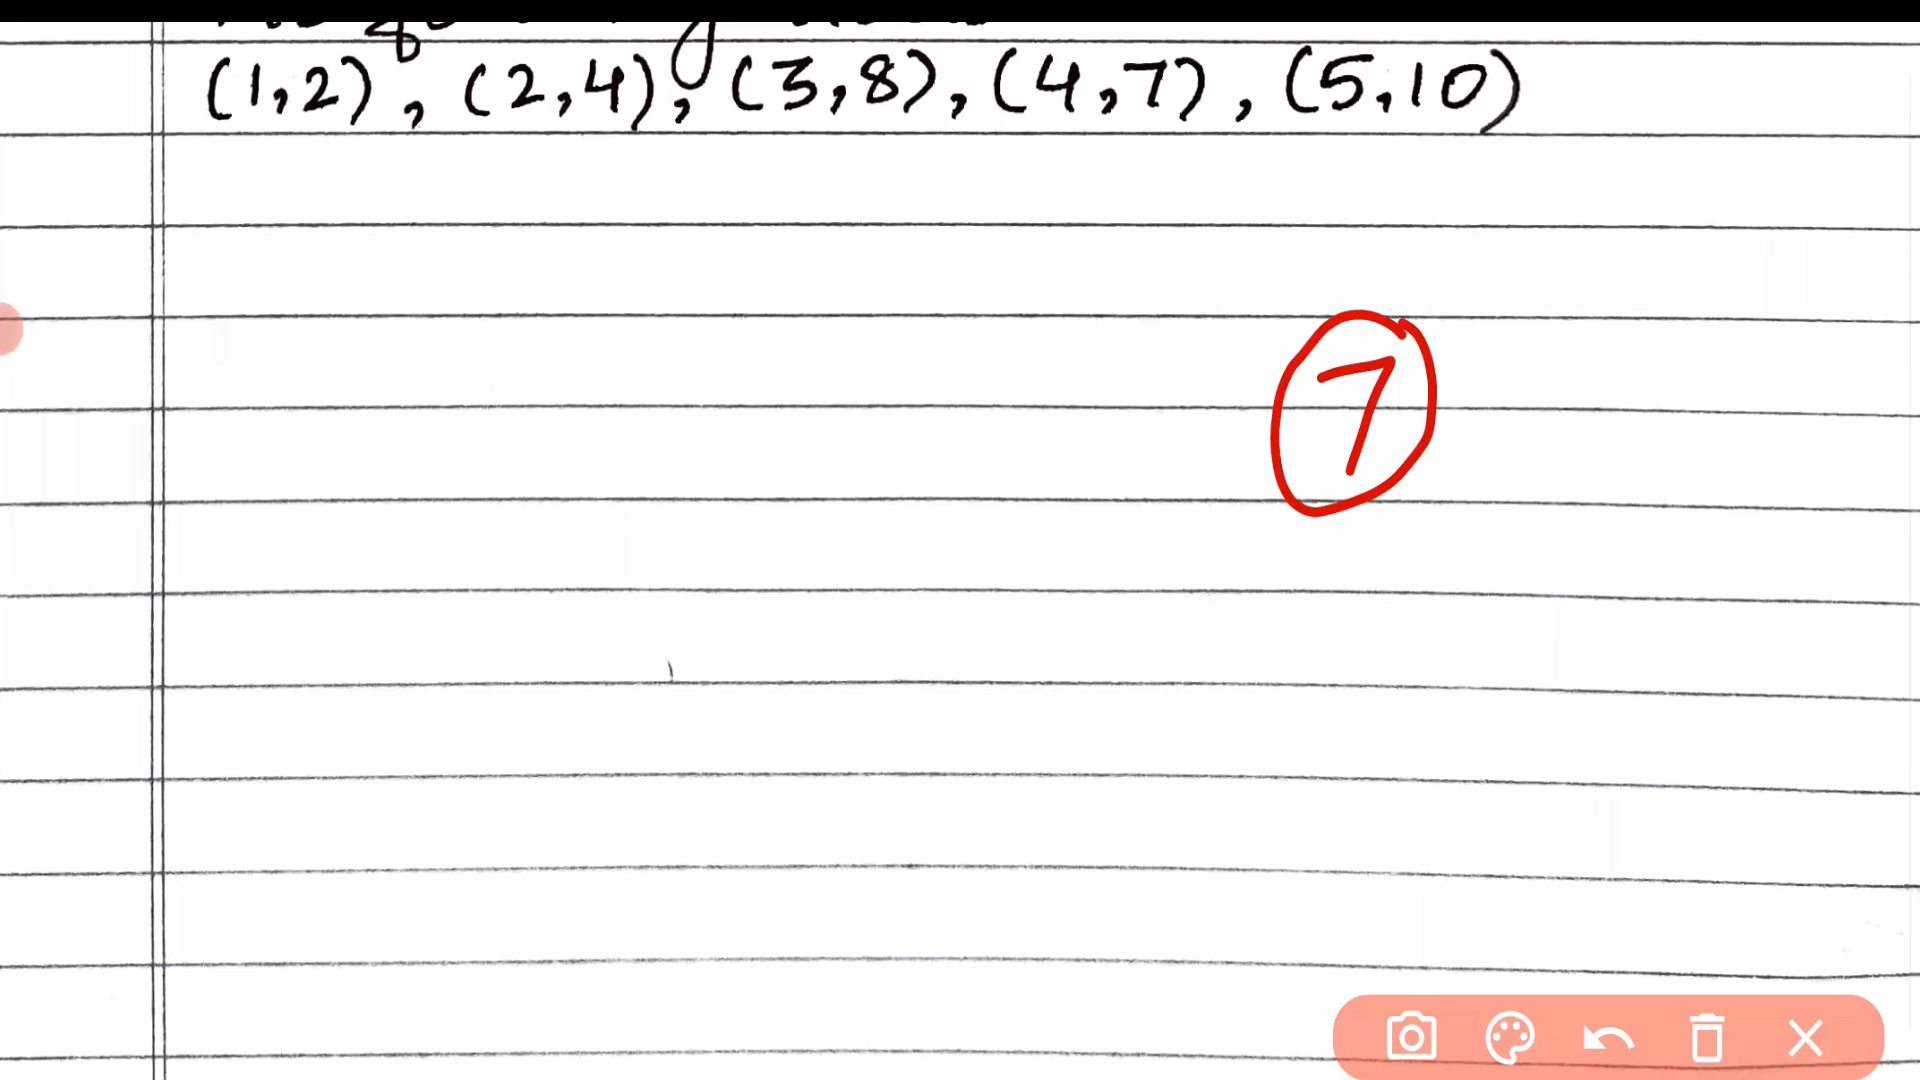 (1,2), (2,4), (3,8), (4,7), (5,10)
7